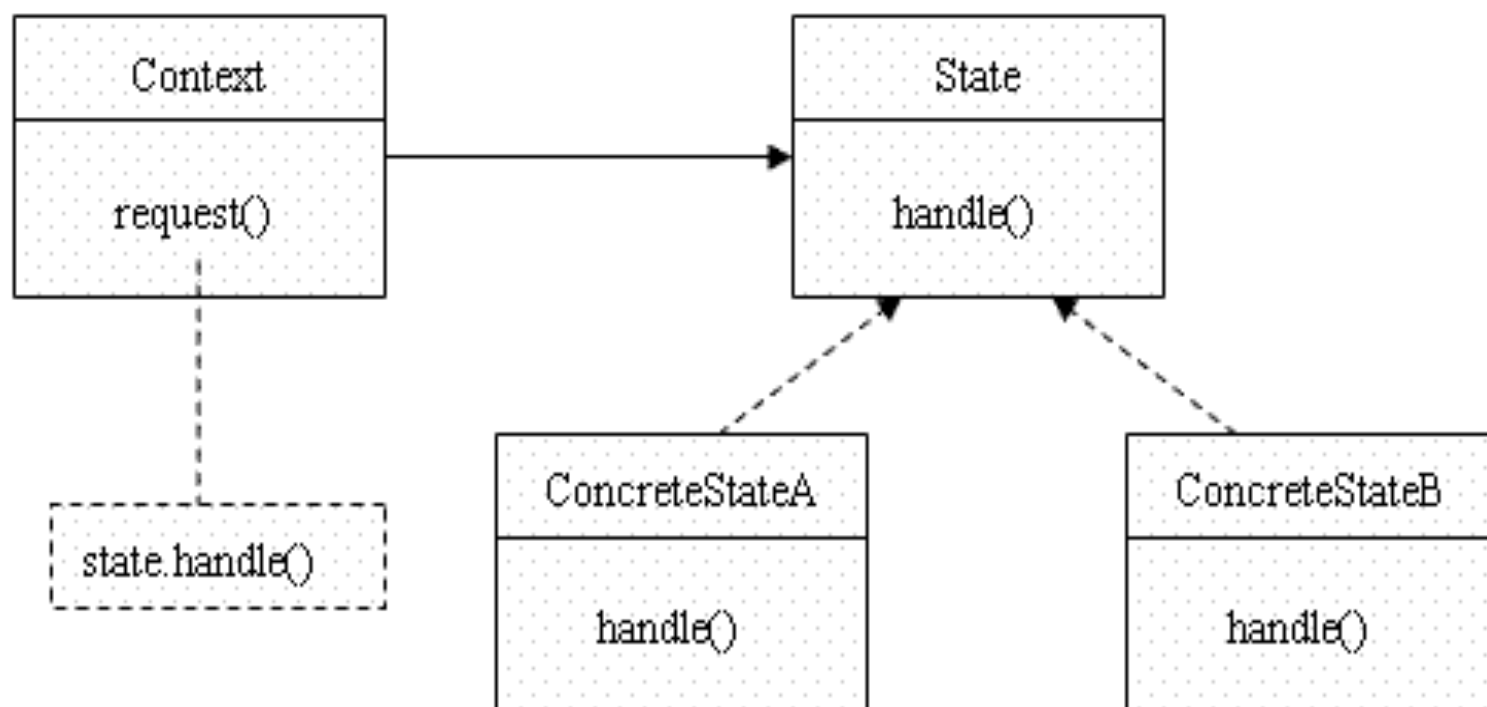 Context
State
request()
handle()
ConcreteStateA
ConcreteStateB
state.handle()
handle()
handle()